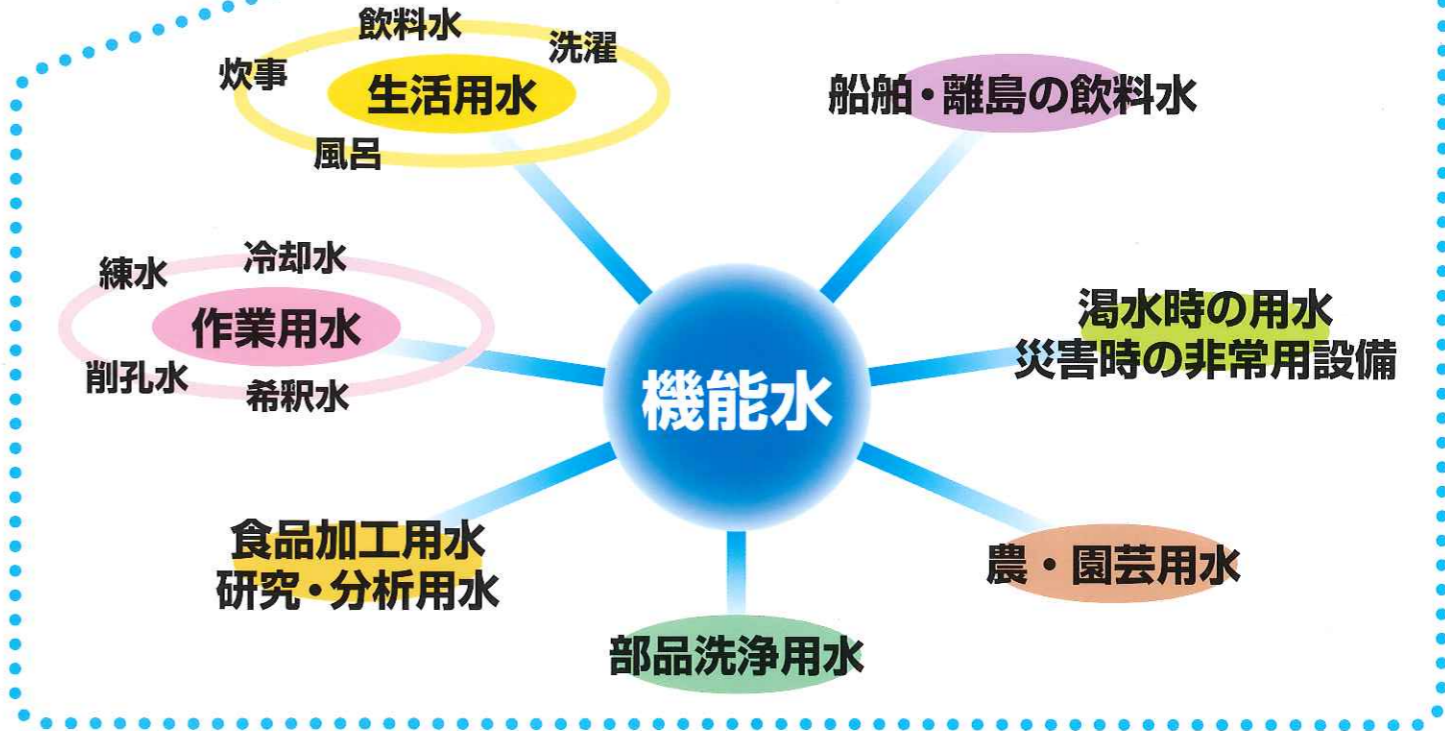 飲料水
洗濯
炊事
生活用水
風呂
船舶・離島の飲料水
冷却水
練水
作業用水
削孔水
希釈水
渇水時の用水
災害時の非常用設備
機能水
食品加工用水
研究・分析用水
農・園芸用水
部品洗浄用水